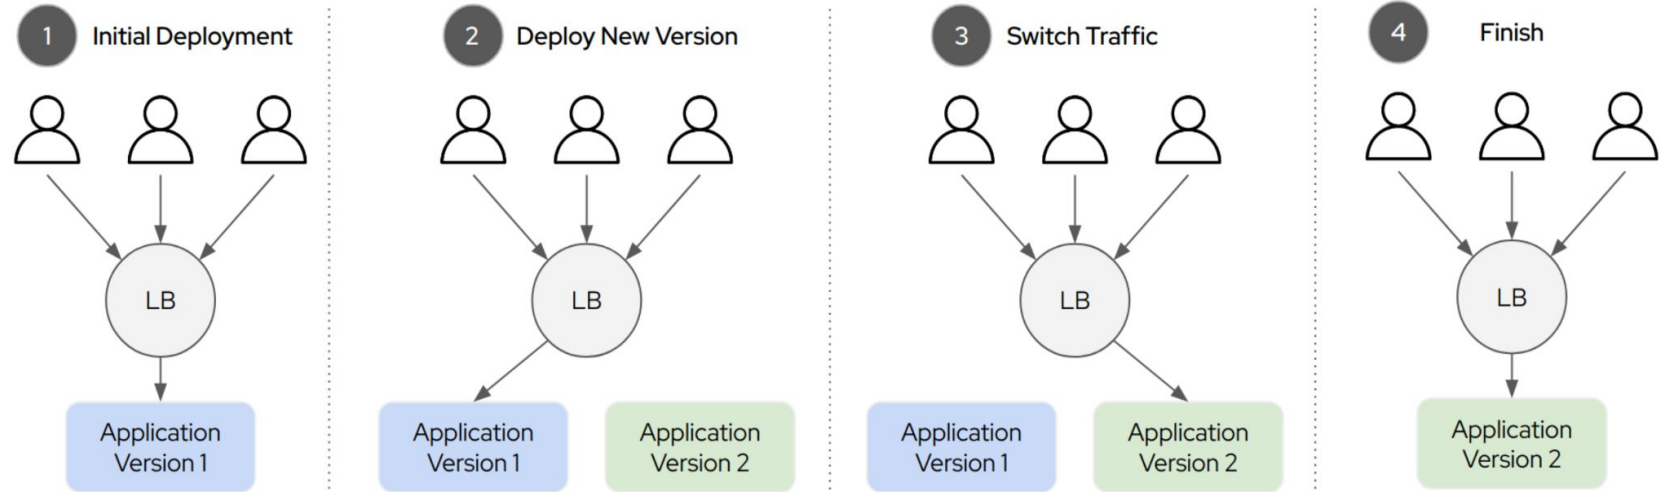 1 Initial Deployment
LB
Application
Version 1
2 Deploy New Version
LB
Application
Version 1
Application
Version 2
3 Switch Traffic
LB
Application
Version 1
Application
Version 2
4 Finish
LB
Application
Version 2